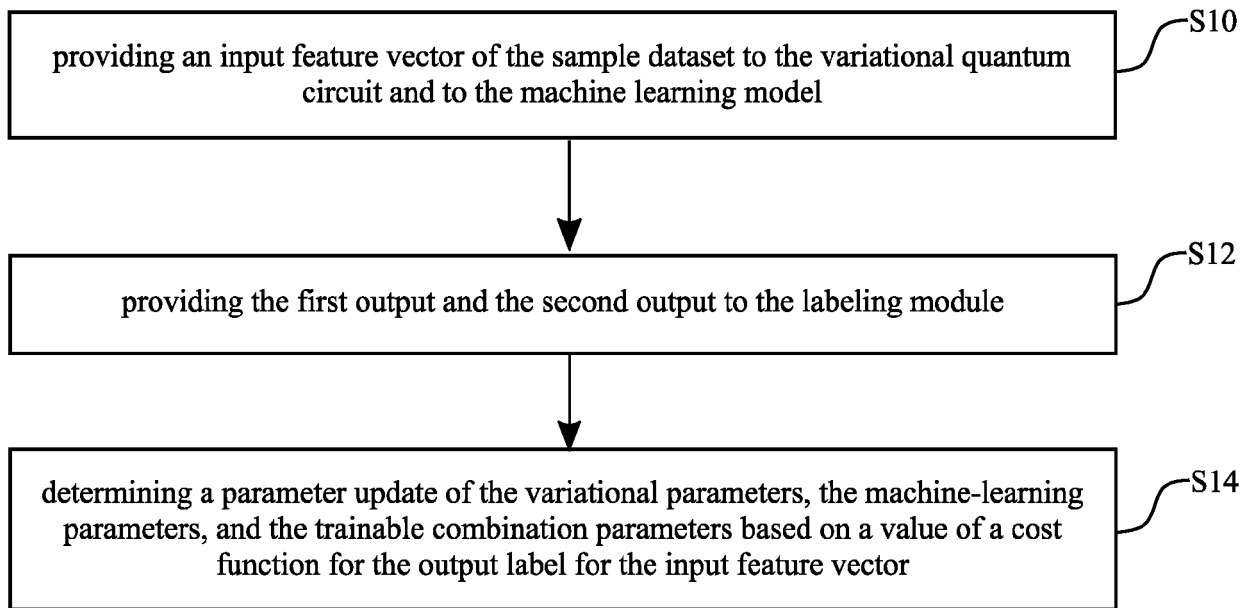 S10
providing an input feature vector of the sample dataset to the variational quantum
circuit and to the machine learning model
S12
providing the first output and the second output to the labeling module
S14
determining a parameter update of the variational parameters, the machine-learning
parameters, and the trainable combination parameters based on a value of a cost
function for the output label for the input feature vector